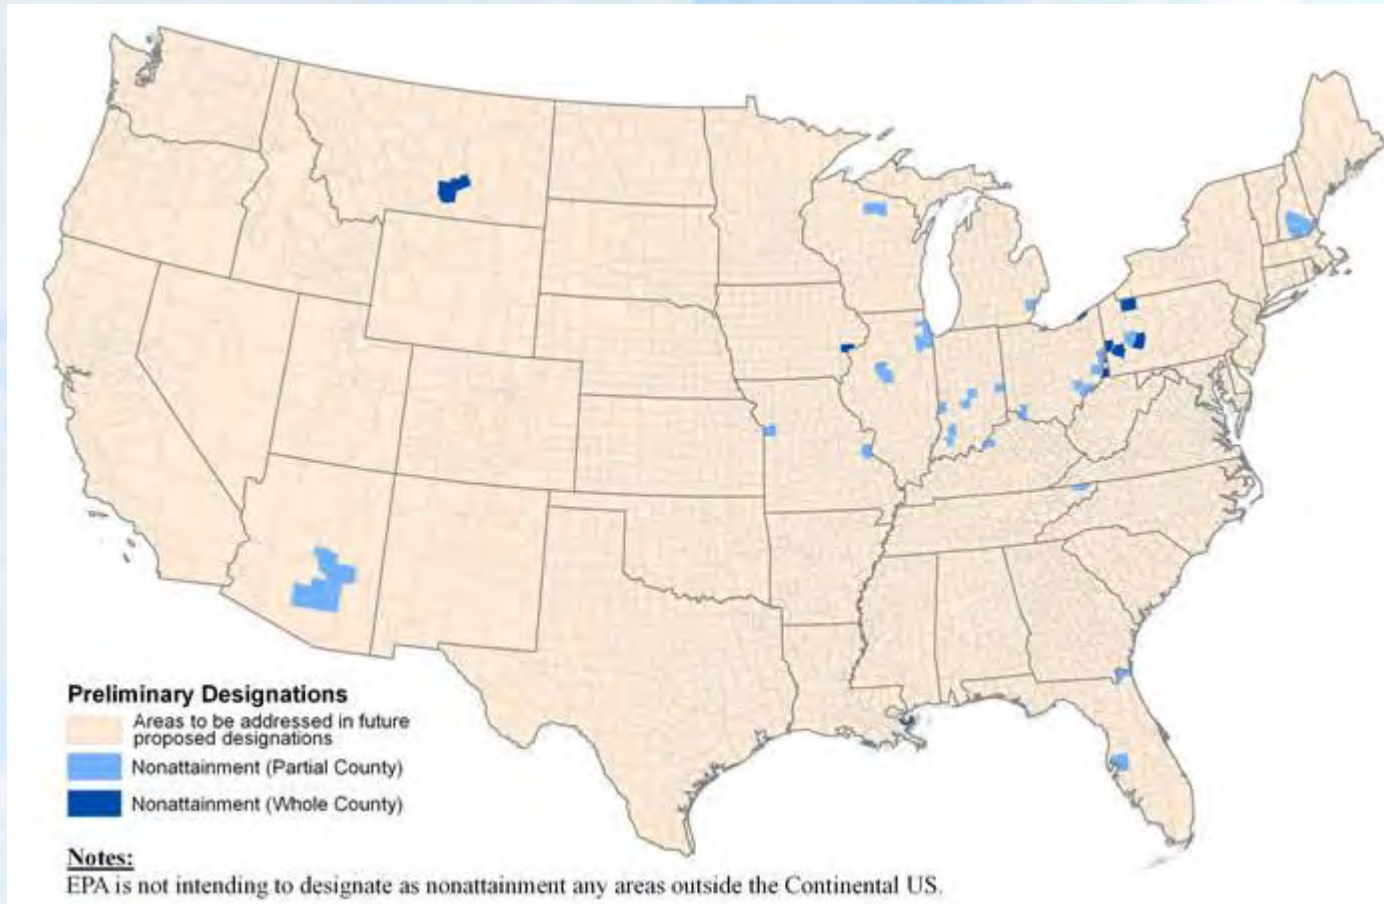 Preliminary Designations
Areas to be addressed in future
proposed designations
Nonattainment (Partial County)
Nonattainment (Whole County)
Notes:
EPA is not intending to designate as nonattainment any areas outside the Continental US.